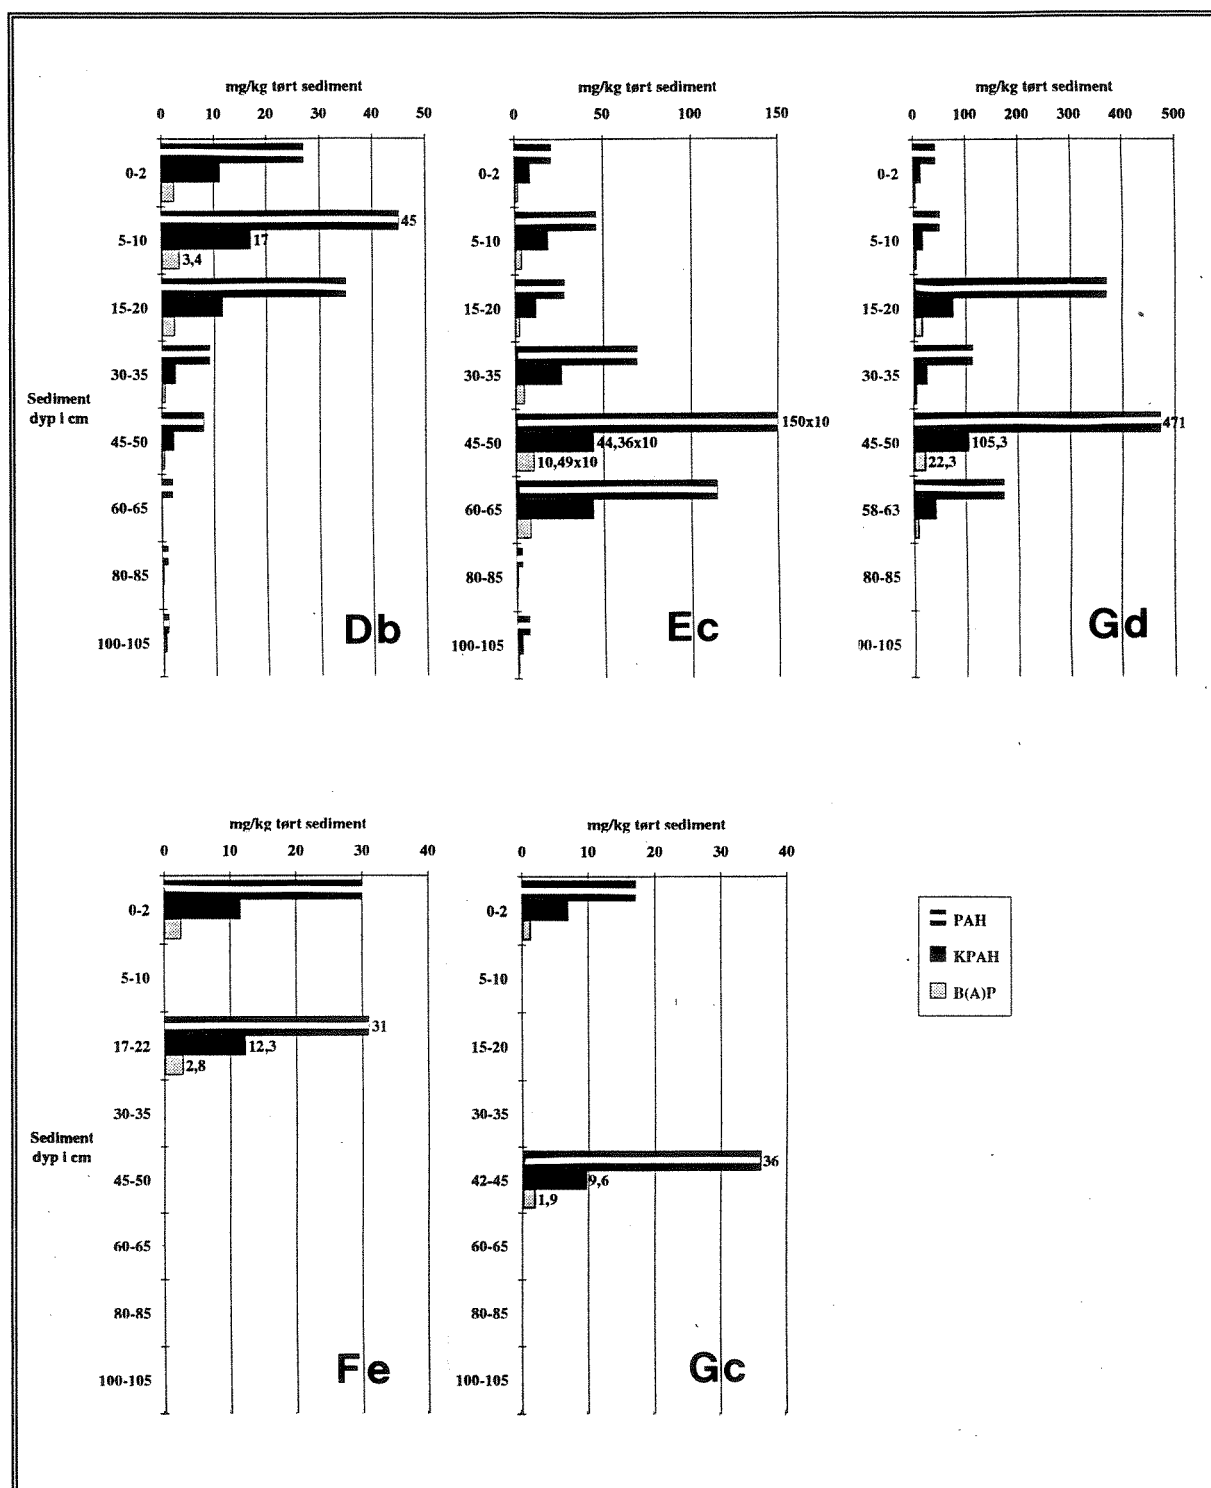 mg/kg tørt sediment
0 10 20 30 40 50
0-2
5-10
15-20
30-35
45-50
60-65
80-85
100-105
Sediment
dyp i cm
45
17
3,4
Db
mg/kg tørt sediment
0 50 100 150
0-2
5-10
15-20
30-35
45-50
60-65
80-85
100-105
150x10
44,36x10
10,49x10
Ec
mg/kg tørt sediment
0 100 200 300 400 500
0-2
5-10
15-20
30-35
45-50
58-63
80-85
00-105
471
105,3
22,3
Gd
mg/kg tørt sediment
0 10 20 30 40
0-2
5-10
17-22
30-35
45-50
60-65
80-85
100-105
Sediment
dyp i cm
31
12,3
2,8
Fe
mg/kg tørt sediment
0 10 20 30 40
0-2
5-10
15-20
30-35
42-45
60-65
80-85
100-105
36
9,6
1,9
Gc
PAH
KPAH
B(A)P